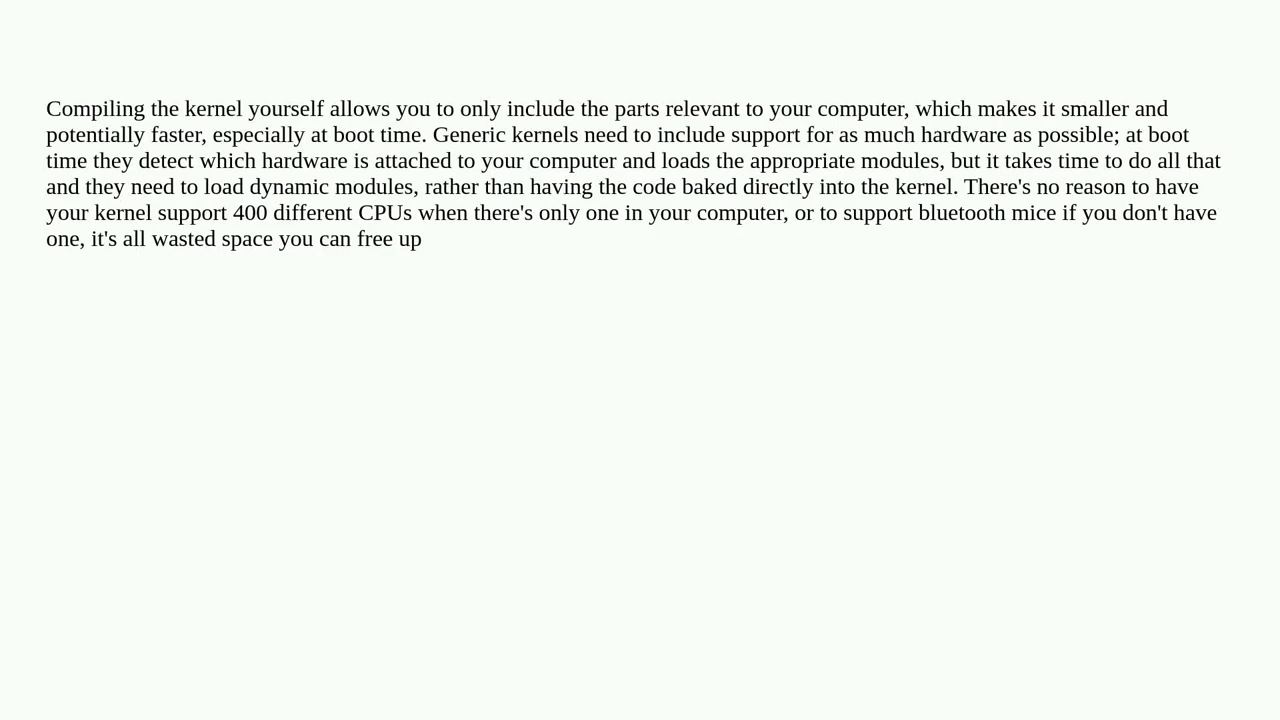 Compiling the kernel yourself allows you to only include the parts relevant to your computer, which makes it smaller and
potentially faster, especially at boot time. Generic kernels need to include support for as much hardware as possible; at boot
time they detect which hardware is attached to your computer and loads the appropriate modules, but it takes time to do all that
and they need to load dynamic modules, rather than having the code baked directly into the kernel. There's no reason to have
your kernel support 400 different CPUs when there's only one in your computer, or to support bluetooth mice if you don't have
one, it's all wasted space you can free up